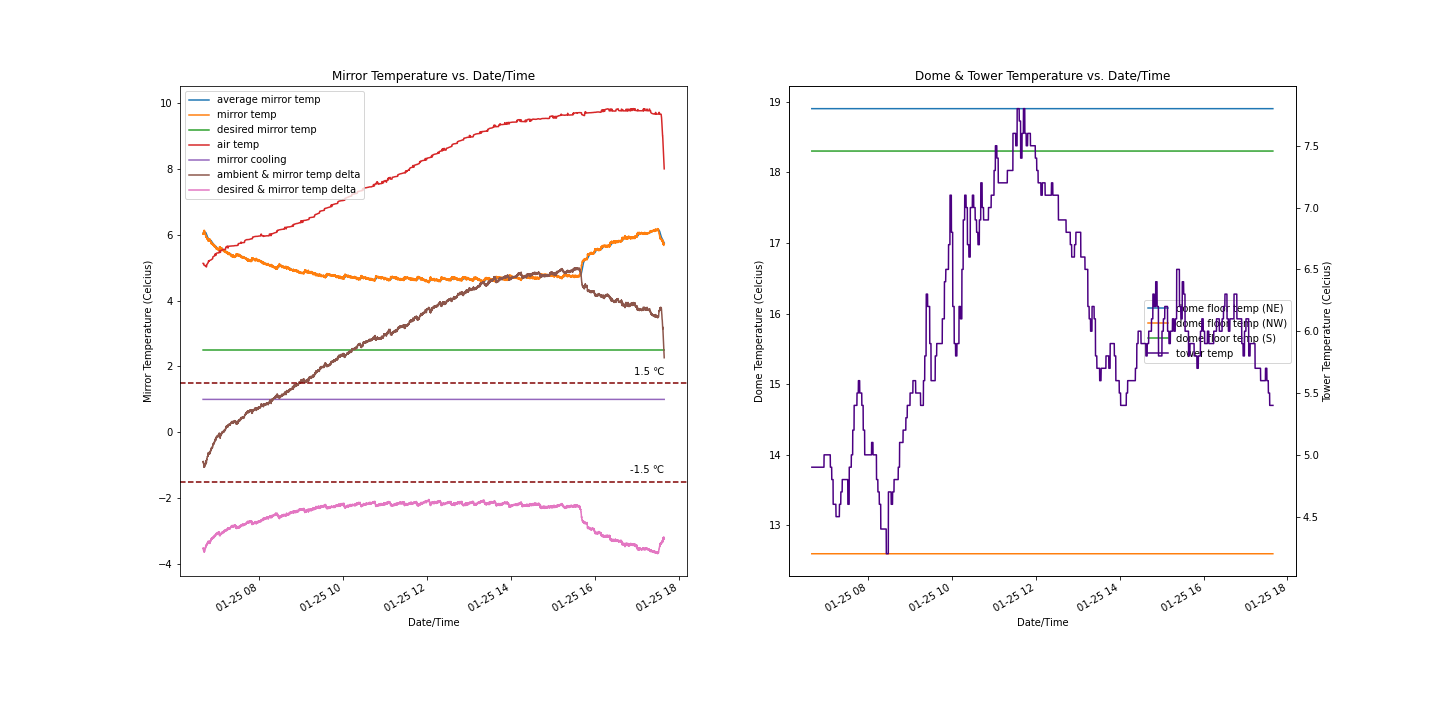 Mirror Temperature vs. Date/Time
average mirror temp
mirror temp
desired mirror temp
air temp
mirror cooling
ambient & mirror temp delta
desired & mirror temp delta
Mirror Temperature (Celcius)
10
8
6
4
2
0
−2
−4
1.5 °C
-1.5 °C
01-25 08
01-25 10
01-25 12
01-25 14
01-25 16
01-25 18
Date/Time
Dome & Tower Temperature vs. Date/Time
Dome Temperature (Celcius)
19
18
17
16
15
14
13
dome floor temp (NE)
dome floor temp (NW)
dome floor temp (S)
tower temp
7.5
7.0
6.5
6.0
5.5
5.0
4.5
Tower Temperature (Celcius)
01-25 08
01-25 10
01-25 12
01-25 14
01-25 16
01-25 18
Date/Time